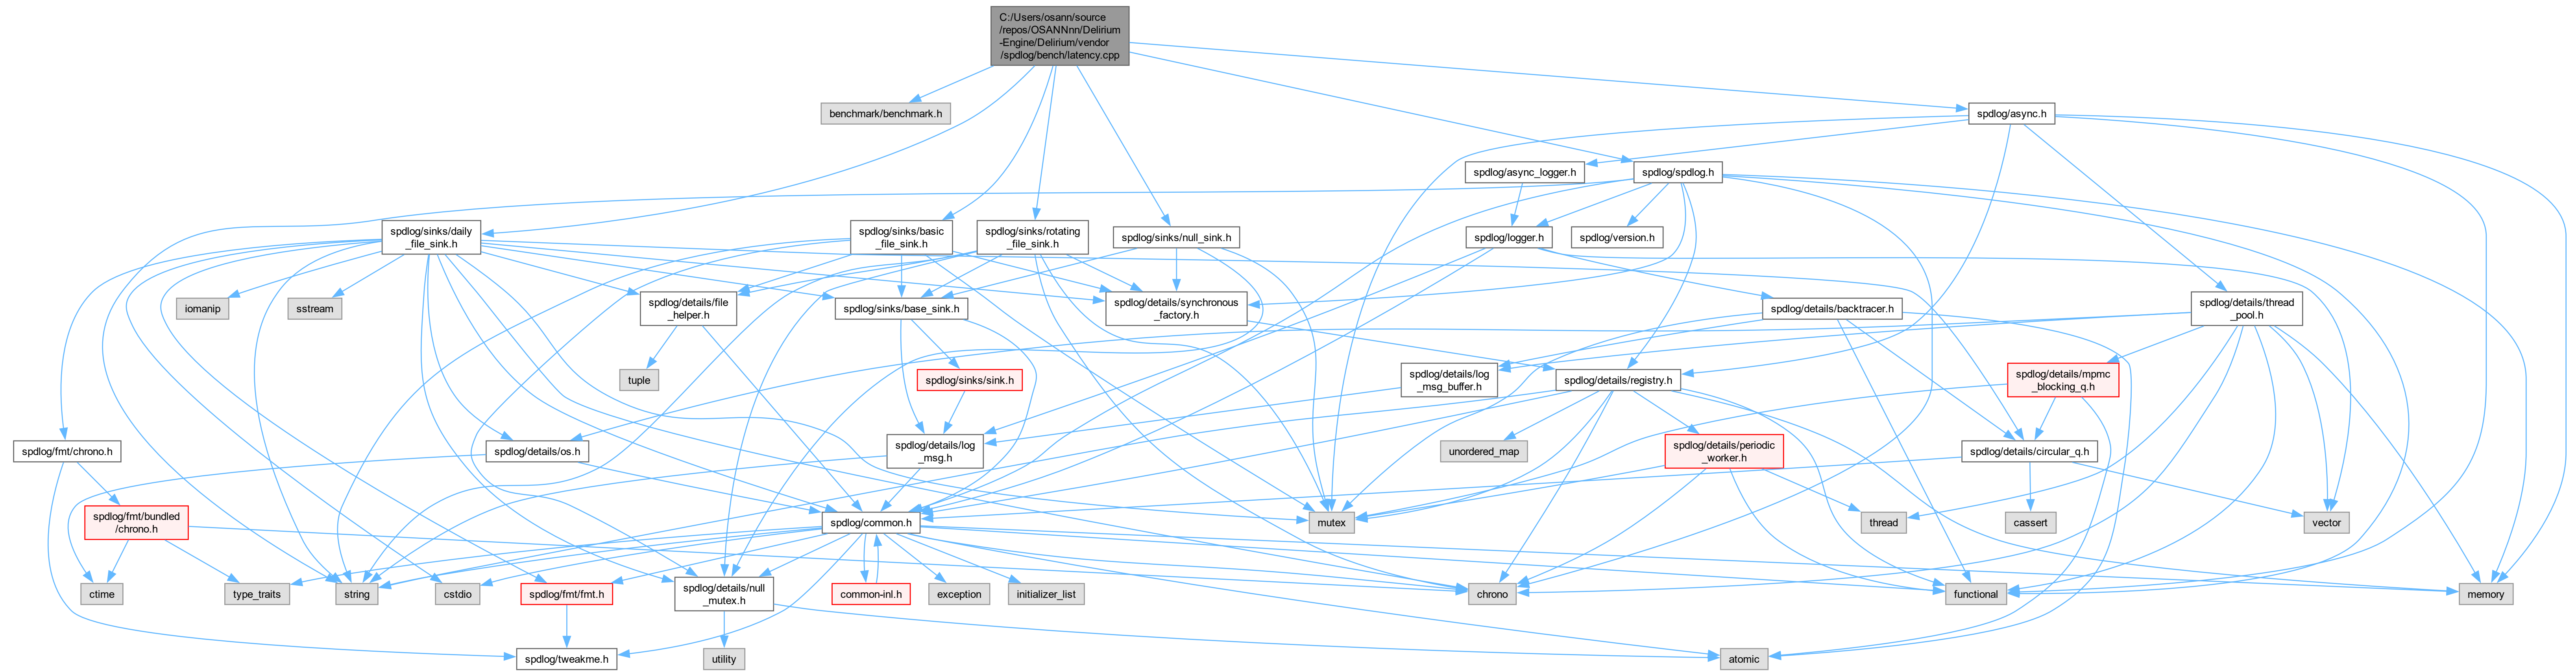 C:/Users/osann/source
/repos/OSANNnn/Delirium
-Engine/Delirium/vendor
/spdlog/bench/latency.cpp
benchmark/benchmark.h
spdlog/async.h
spdlog/async_logger.h
spdlog/spdlog.h
spdlog/sinks/daily
_file_sink.h
spdlog/sinks/basic
_file_sink.h
spdlog/sinks/rotating
_file_sink.h
spdlog/sinks/null_sink.h
spdlog/logger.h
spdlog/version.h
iomanip
sstream
spdlog/details/file
_helper.h
spdlog/sinks/base_sink.h
spdlog/details/synchronous
_factory.h
spdlog/details/backtracer.h
spdlog/details/thread
_pool.h
tuple
spdlog/sinks/sink.h
spdlog/details/log
_msg_buffer.h
spdlog/details/registry.h
spdlog/details/mpmc
_blocking_q.h
spdlog/fmt/chrono.h
spdlog/details/os.h
spdlog/details/log
_msg.h
unordered_map
spdlog/details/periodic
_worker.h
spdlog/details/circular_q.h
spdlog/fmt/bundled
/chrono.h
spdlog/common.h
mutex
thread
cassert
vector
ctime
type_traits
string
cstdio
spdlog/fmt/fmt.h
spdlog/details/null
_mutex.h
common-inl.h
exception
initializer_list
chrono
functional
memory
spdlog/tweakme.h
utility
atomic